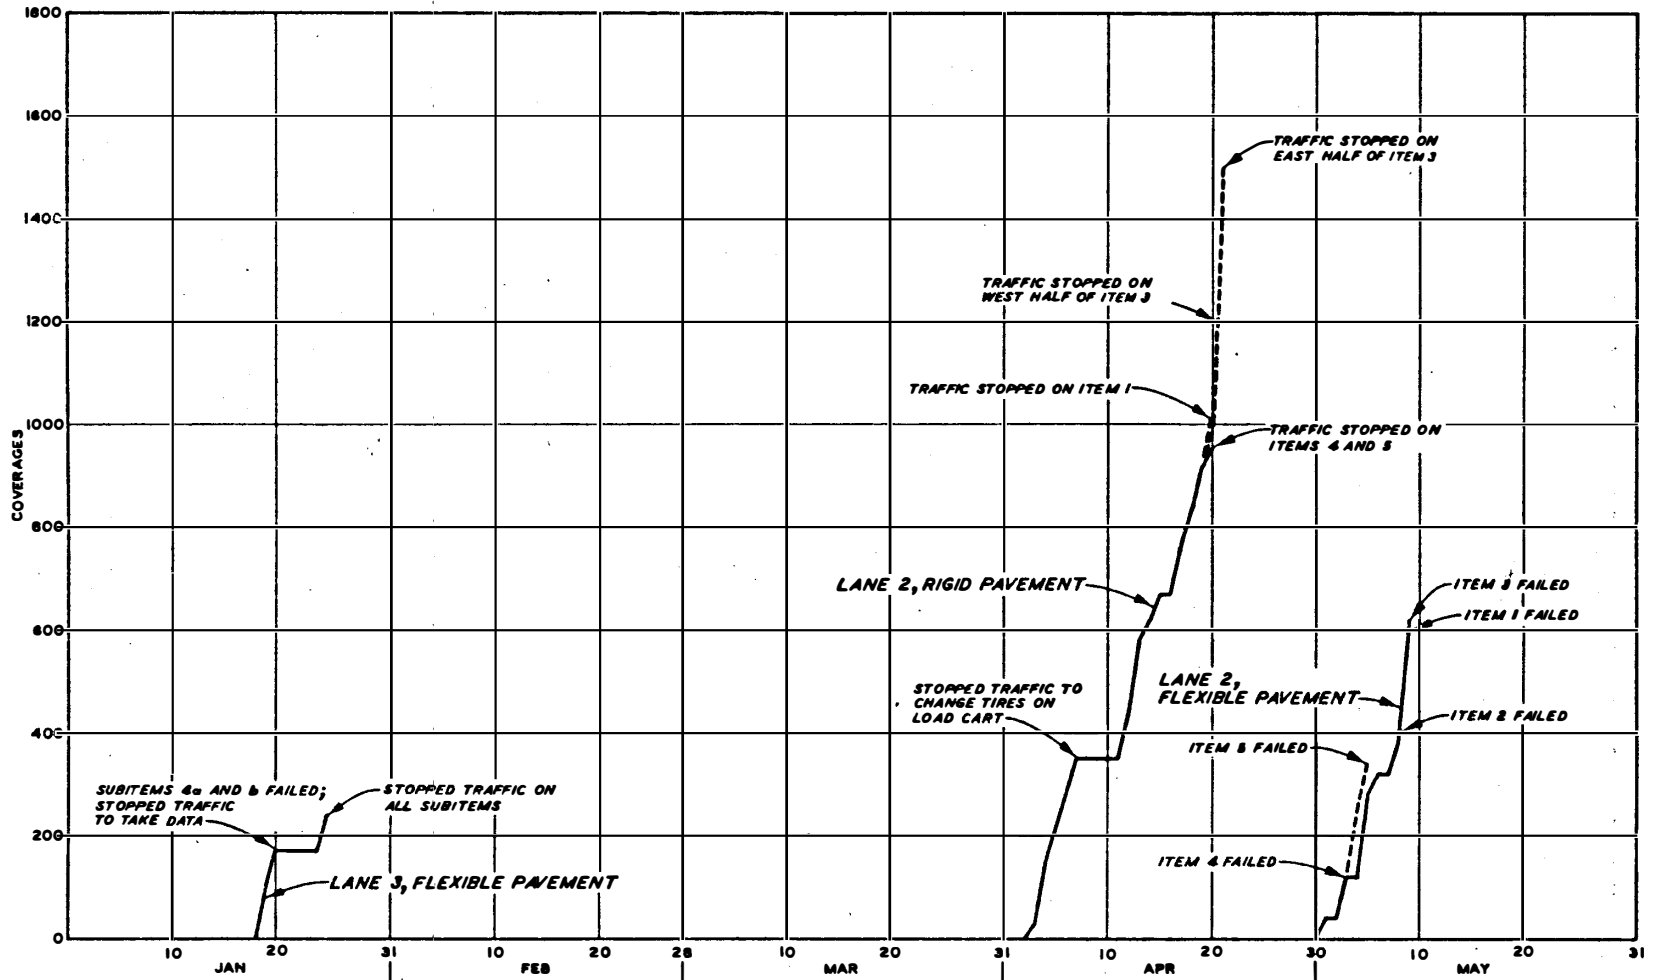 1800
1600
1400
1200
1000
800
600
400
200
0
COVERAGES
TRAFFIC STOPPED ON
EAST HALF OF ITEM 3
TRAFFIC STOPPED ON
WEST HALF OF ITEM 3
TRAFFIC STOPPED ON ITEM 1
TRAFFIC STOPPED ON
ITEMS 4 AND 5
LANE 2, RIGID PAVEMENT
ITEM 3 FAILED
ITEM 1 FAILED
LANE 2,
FLEXIBLE PAVEMENT
STOPPED TRAFFIC TO
CHANGE TIRES ON
LOAD CART
ITEM 2 FAILED
ITEM 5 FAILED
SUBITEMS 4a AND b FAILED;
STOPPED TRAFFIC
TO TAKE DATA
STOPPED TRAFFIC ON
ALL SUBITEMS
ITEM 4 FAILED
LANE 3, FLEXIBLE PAVEMENT
10 20 31 10 20 28 10 20 31 10 20 30 10 20 31
JAN FEB MAR APR MAY